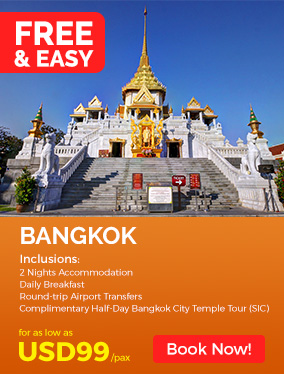 FREE
& EASY
BANGKOK
Inclusions:
2 Nights Accommodation
Daily Breakfast
Round-trip Airport Transfers
Complimentary Half-Day Bangkok City Temple Tour (SIC)
for as low as
USD99 /pax
Book Now!